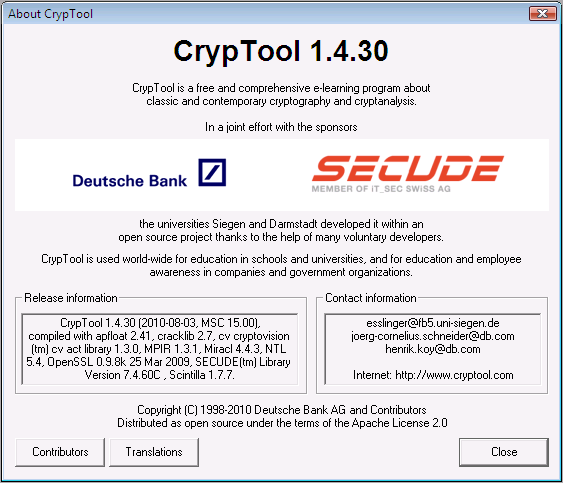 About CrypTool
CrypTool 1.4.30
CrypTool is a free and comprehensive e-learning program about
classic and contemporary cryptography and cryptanalysis.
In a joint effort with the sponsors
Deutsche Bank
SECUDE
MEMBER OF iT_SEC SWiSS AG
the universities Siegen and Darmstadt developed it within an
open source project thanks to the help of many voluntary developers.
CrypTool is used world-wide for education in schools and universities, and for education and employee
awareness in companies and government organizations.
Release information
CrypTool 1.4.30 (2010-08-03, MSC 15.00),
compiled with apfloat 2.41, cracklib 2.7, cv cryptovision
(tm) cv act library 1.3.0, MPIR 1.3.1, Miracl 4.4.3, NTL
5.4, OpenSSL 0.9.8k 25 Mar 2009, SECUDE(tm) Library
Version 7.4.60C , Scintilla 1.7.7.
Contact information
esslinger@fb5.uni-siegen.de
joerg-cornelius.schneider@db.com
henrik.koy@db.com
Internet: http://www.cryptool.com
Copyright (C) 1998-2010 Deutsche Bank AG and Contributors
Distributed as open source under the terms of the Apache License 2.0
Contributors
Translations
Close